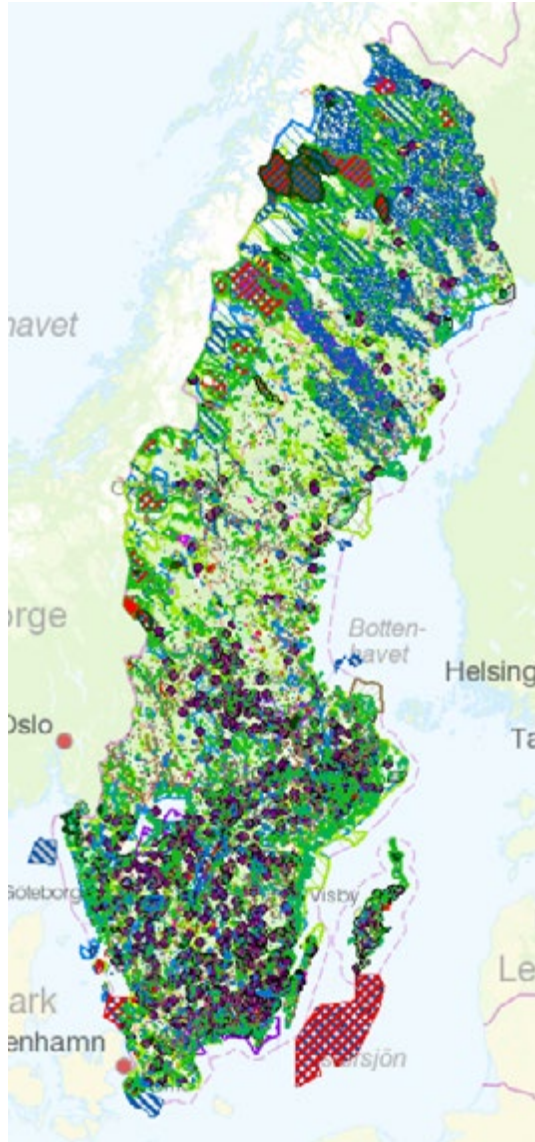 havet
orge
Oslo
Botten-
havet
Helsing
Ta
Göteborg
Visby
Le
ark
enhamn
sjön